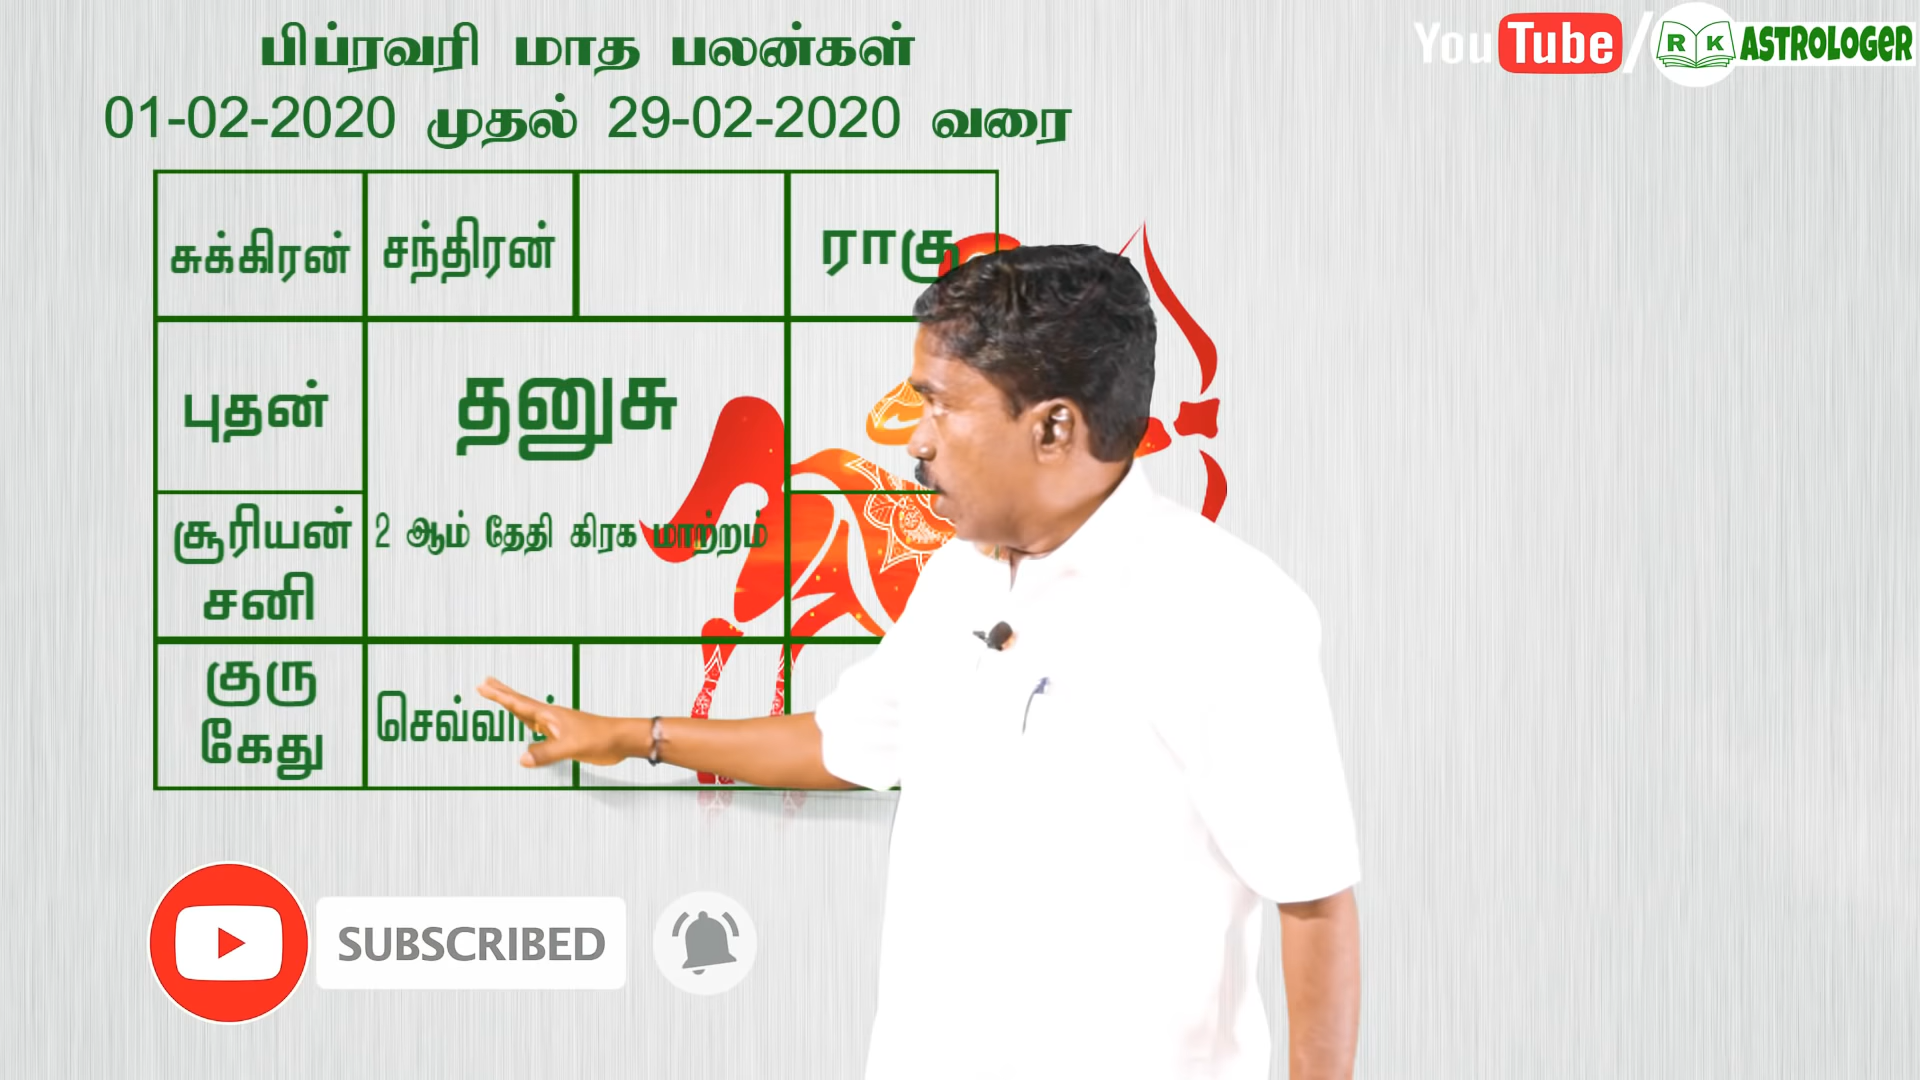 பிப்ரவரி மாத பலன்கள்
YouTube/RK ASTROLOGER
01-02-2020 முதல் 29-02-2020 வரை
சுக்கிரன் சந்திரன் ராகு
புதன் தனுசு
சூரியன் 2 ஆம் தேதி கிரக மாற்றம்
சனி
குரு
கேது செவ்வாய்
SUBSCRIBED